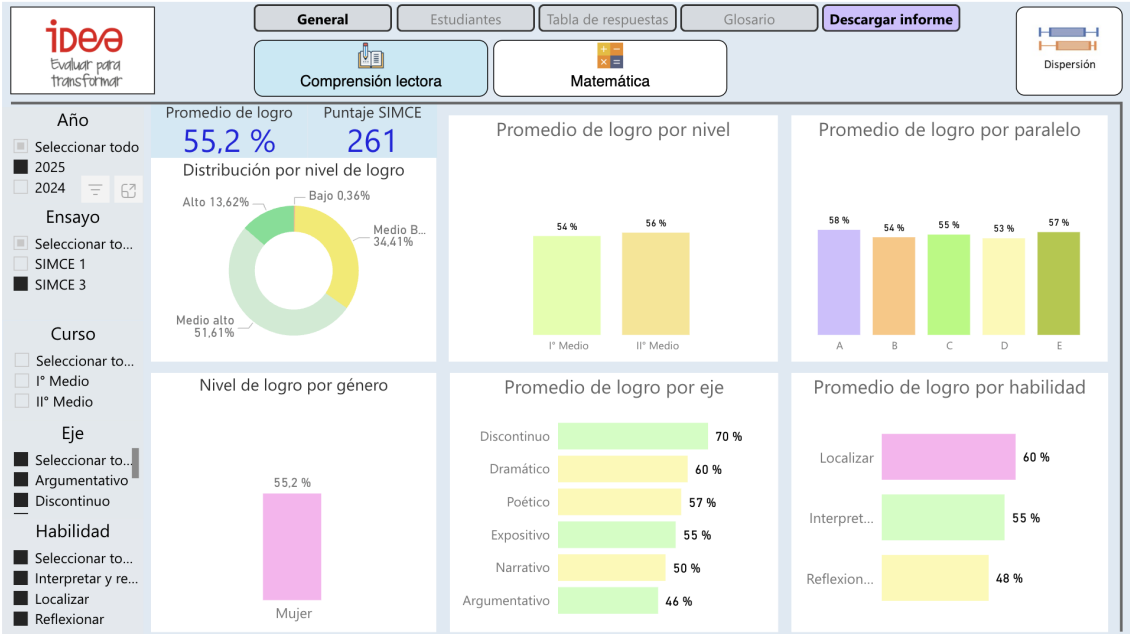 idea
Evaluar para
transformar
General
Estudiantes
Tabla de respuestas
Glosario
Descargar informe
Comprensión lectora
Matemática
Dispersión
Año
Seleccionar todo
2025
2024
Ensayo
Seleccionar to...
SIMCE 1
SIMCE 3
Curso
Seleccionar to...
I° Medio
II° Medio
Eje
Seleccionar to...
Argumentativo
Discontinuo
Habilidad
Seleccionar to...
Interpretar y re...
Localizar
Reflexionar
Promedio de logro
55,2 %
Puntaje SIMCE
261
Distribución por nivel de logro
Alto 13,62%
Bajo 0,36%
Medio B...
34,41%
Medio alto
51,61%
Promedio de logro por nivel
54 %
56 %
I° Medio
II° Medio
Promedio de logro por paralelo
58 %
54 %
55 %
53 %
57 %
A
B
C
D
E
Nivel de logro por género
55,2 %
Mujer
Promedio de logro por eje
Discontinuo 70 %
Dramático 60 %
Poético 57 %
Expositivo 55 %
Narrativo 50 %
Argumentativo 46 %
Promedio de logro por habilidad
Localizar 60 %
Interpret... 55 %
Reflexion... 48 %